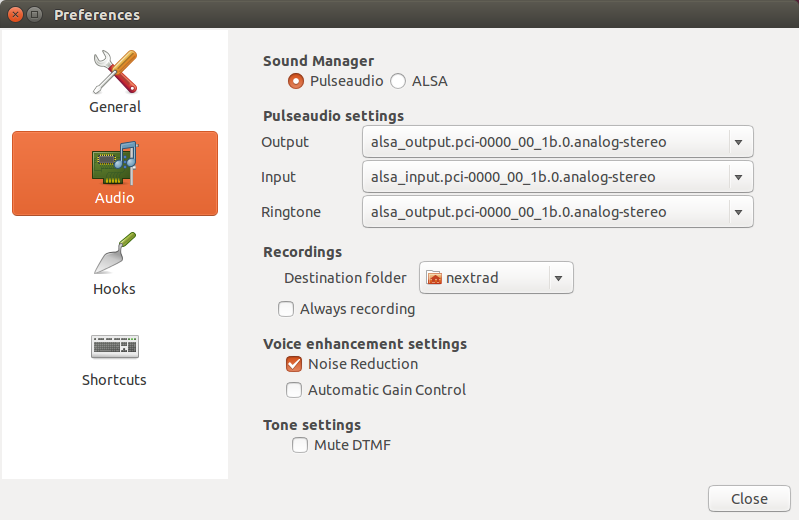 Preferences
General
Audio
Hooks
Shortcuts
Sound Manager
Pulseaudio ALSA
Pulseaudio settings
Output alsa_output.pci-0000_00_1b.0.analog-stereo
Input alsa_input.pci-0000_00_1b.0.analog-stereo
Ringtone alsa_output.pci-0000_00_1b.0.analog-stereo
Recordings
Destination folder nextrad
Always recording
Voice enhancement settings
Noise Reduction
Automatic Gain Control
Tone settings
Mute DTMF
Close